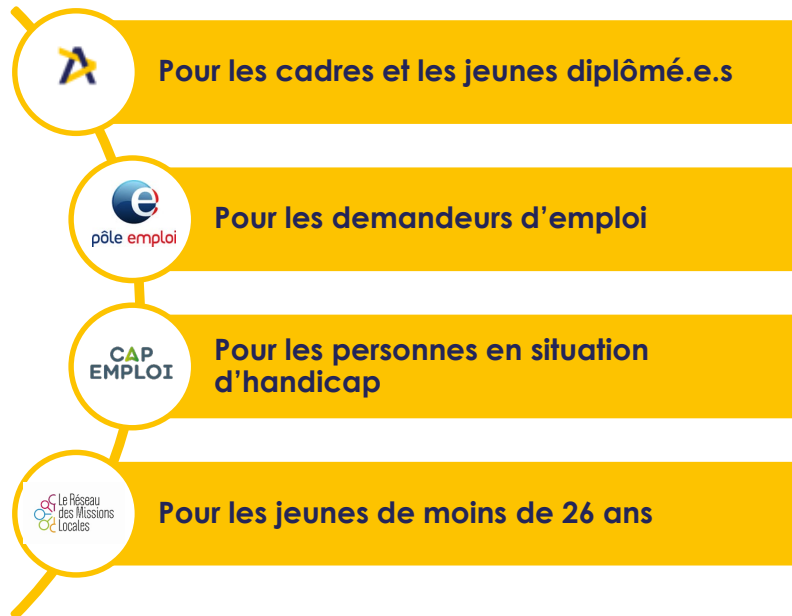 Pour les cadres et les jeunes diplômé.e.s
pôle emploi
Pour les demandeurs d’emploi
CAP
EMPLOI
Pour les personnes en situation
d’handicap
Le Réseau
des Missions
Locales
Pour les jeunes de moins de 26 ans